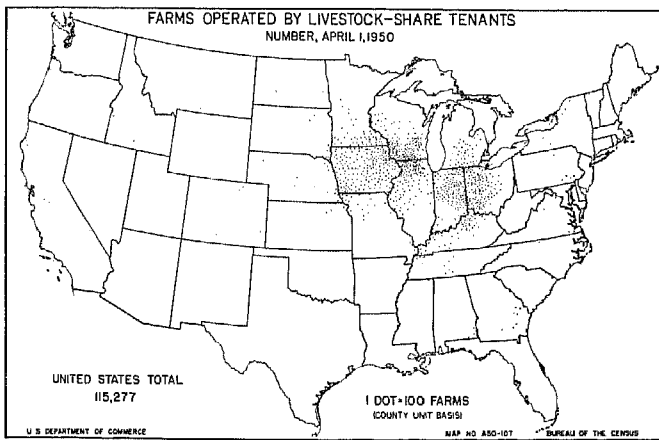 FARMS OPERATED BY LIVESTOCK-SHARE TENANTS
NUMBER, APRIL 1, 1950
UNITED STATES TOTAL
115,277
1 DOT=100 FARMS
(COUNTY UNIT BASIS)
U S DEPARTMENT OF COMMERCE
MAP NO A50-107
BUREAU OF THE CENSUS